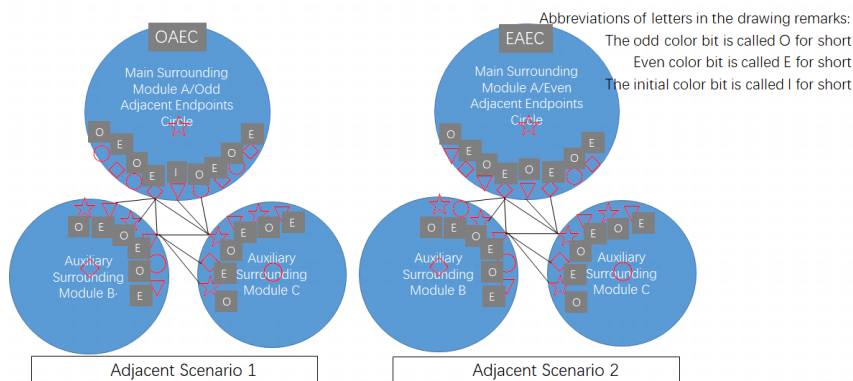 Abbreviations of letters in the drawing remarks:
The odd color bit is called O for short
Even color bit is called E for short
The initial color bit is called I for short
OAEC
Main Surrounding
Module A/Odd
Adjacent Endpoints
Circle
O
E
O
E
I
O
E
O
E
O
E
O
E
O
E
Auxiliary
Surrounding
Module B·
E
O
E
O
E
O
Auxiliary
Surrounding
Module C
Adjacent Scenario 1
EAEC
Main Surrounding
Module A/Even
Adjacent Endpoints
Circle
O
E
O
E
O
E
O
E
O
E
O
E
O
E
Auxiliary
Surrounding
Module B
E
O
E
O
E
O
Auxiliary
Surrounding
Module C
Adjacent Scenario 2